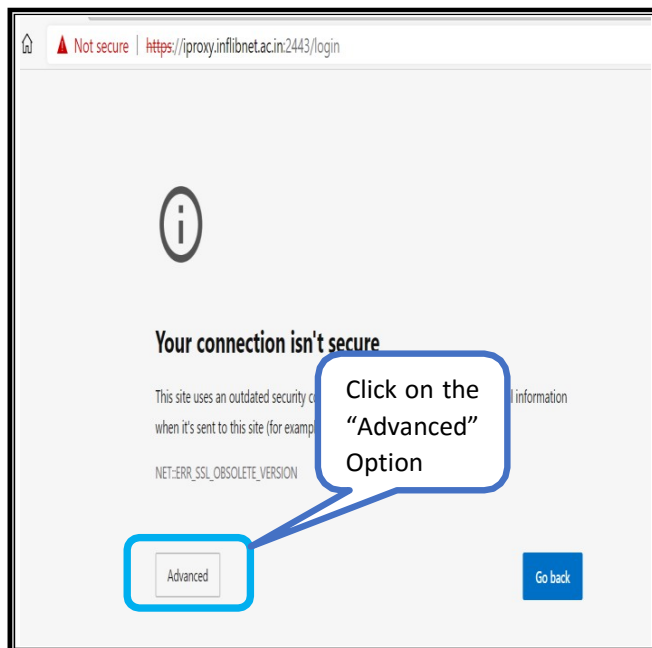 Not secure | https://iproxy.inflibnet.ac.in:2443/login
Your connection isn't secure
This site uses an outdated security c l information
when it's sent to this site (for examp
NET::ERR_SSL_OBSOLETE_VERSION
Click on the
“Advanced”
Option
Advanced
Go back